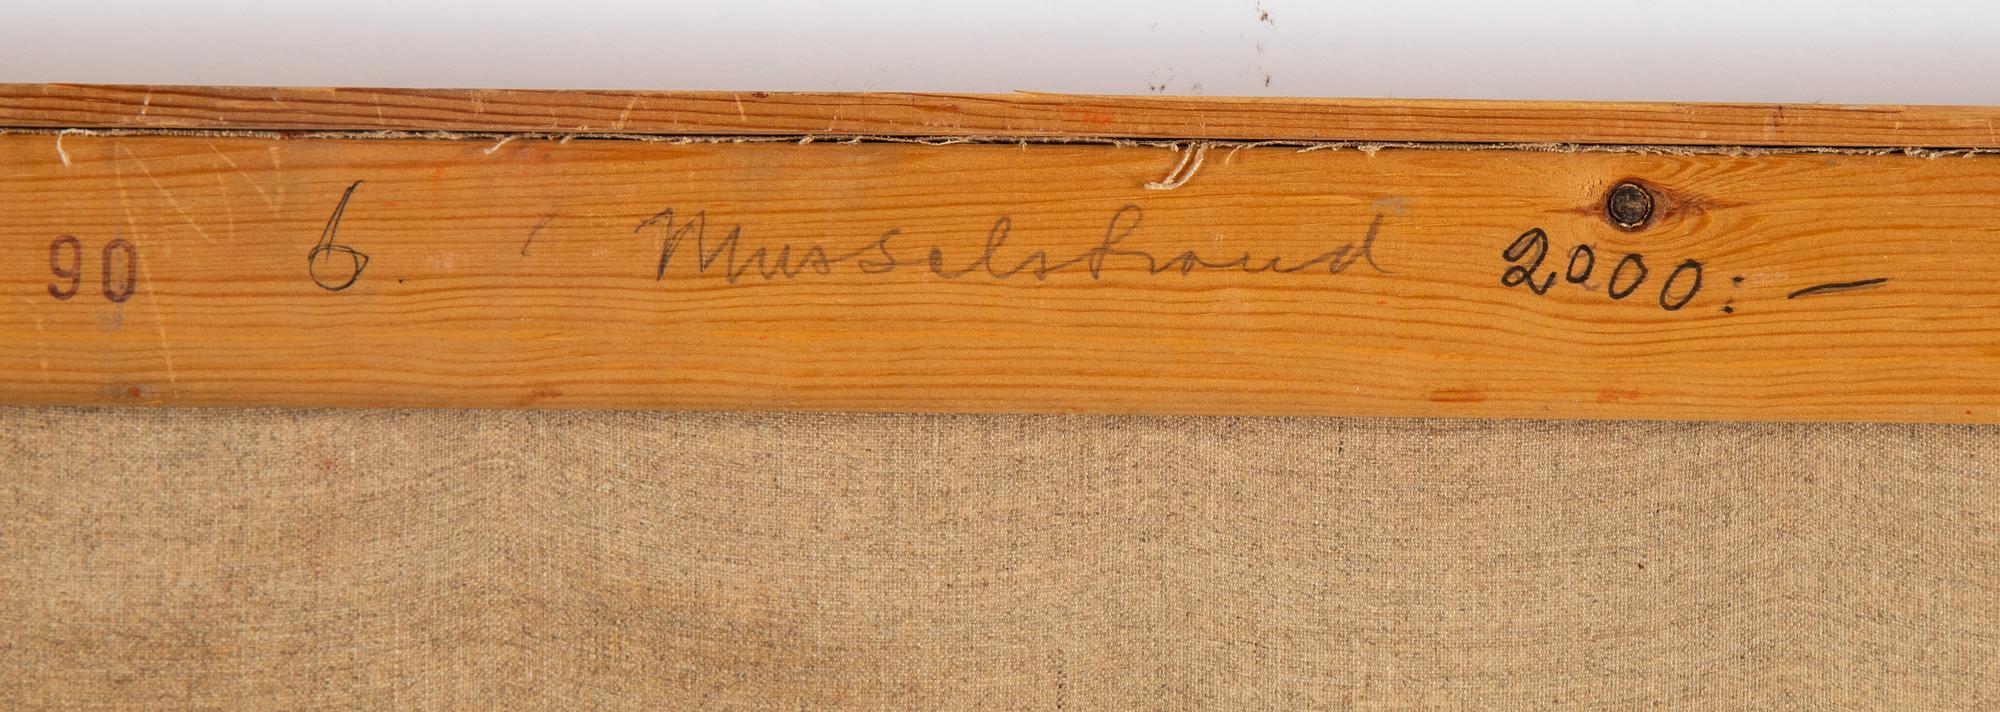 90 6. Musselstrand 2000:—